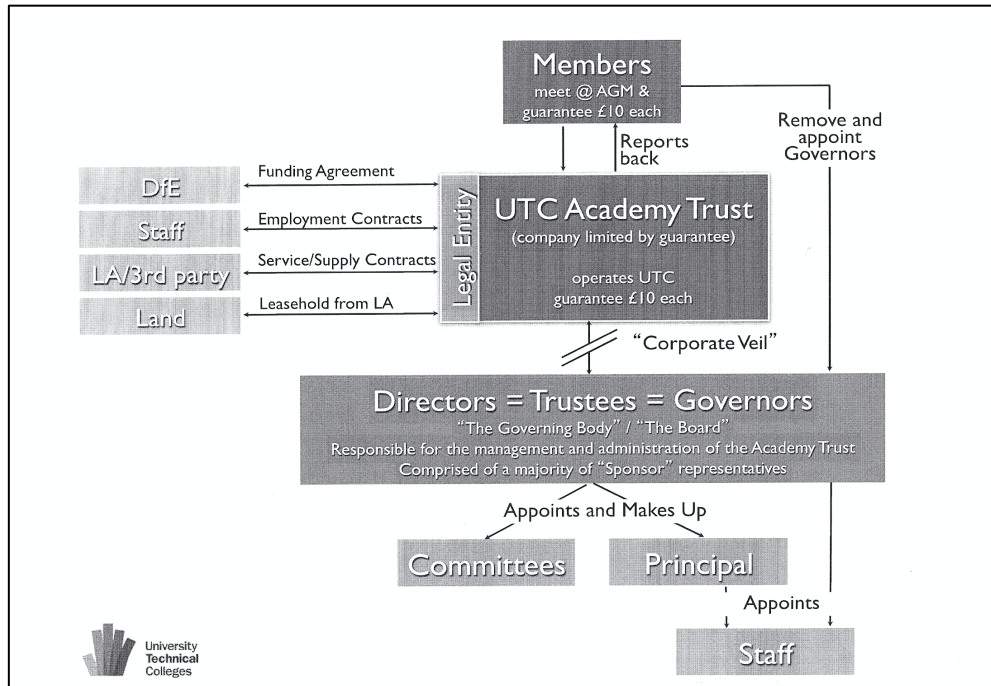 Members
meet @ AGM &
guarantee £10 each
Remove and
appoint
Governors
Reports
back
DfE
Funding Agreement
Staff
Employment Contracts
LA/3rd party
Service/Supply Contracts
Land
Leasehold from LA
Legal Entity
UTC Academy Trust
(company limited by guarantee)
operates UTC
guarantee £10 each
“Corporate Veil”
Directors = Trustees = Governors
“The Governing Body” / “The Board”
Responsible for the management and administration of the Academy Trust
Comprised of a majority of “Sponsor” representatives
Appoints and Makes Up
Committees
Principal
Appoints
Staff
University
Technical
Colleges